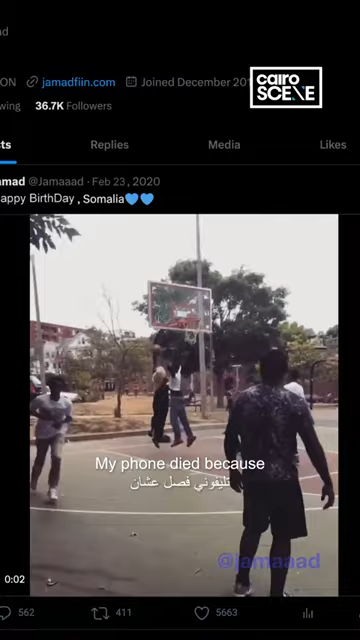 ad
cairo
SCENE
ON jamadfiin.com Joined December 201
wing 36.7K Followers
ts Replies Media Likes
amad @Jamaaad · Feb 23, 2020
appy BirthDay , Somalia💙💙
My phone died because
تليفوني فصل عشان
@jamaaad
0:02
562 411 5663